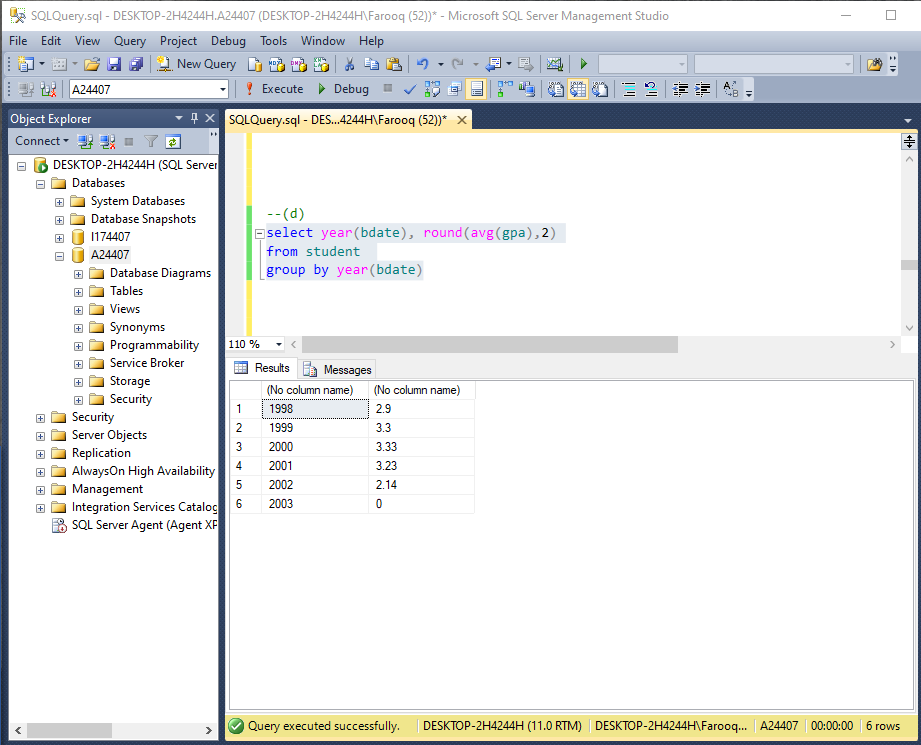 SQLQuery.sql - DESKTOP-2H4244H.A24407 (DESKTOP-2H4244H\Farooq (52))* - Microsoft SQL Server Management Studio
File Edit View Query Project Debug Tools Window Help
New Query
A24407 Execute Debug
Object Explorer
Connect
DESKTOP-2H4244H (SQL Server
Databases
System Databases
Database Snapshots
I174407
A24407
Database Diagrams
Tables
Views
Synonyms
Programmability
Service Broker
Storage
Security
Security
Server Objects
Replication
AlwaysOn High Availability
Management
Integration Services Catalog
SQL Server Agent (Agent XP
SQLQuery.sql - DES...4244H\Farooq (52))*
--(d)
select year(bdate), round(avg(gpa),2)
from student
group by year(bdate)
110 %
Results Messages
(No column name) (No column name)
1 1998 2.9
2 1999 3.3
3 2000 3.33
4 2001 3.23
5 2002 2.14
6 2003 0
Query executed successfully. DESKTOP-2H4244H (11.0 RTM) DESKTOP-2H4244H\Farooq... A24407 00:00:00 6 rows